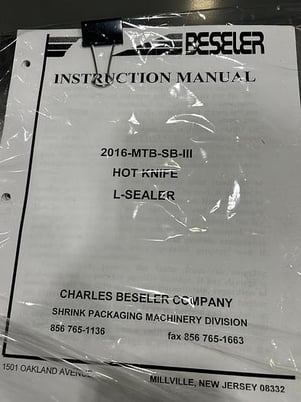 BESELER
INSTRUCTION MANUAL
2016-MTB-SB-III
HOT KNIFE
L-SEALER
CHARLES BESELER COMPANY
SHRINK PACKAGING MACHINERY DIVISION
856 765-1136 fax 856 765-1663
1501 OAKLAND AVENUE MILLVILLE, NEW JERSEY 08332